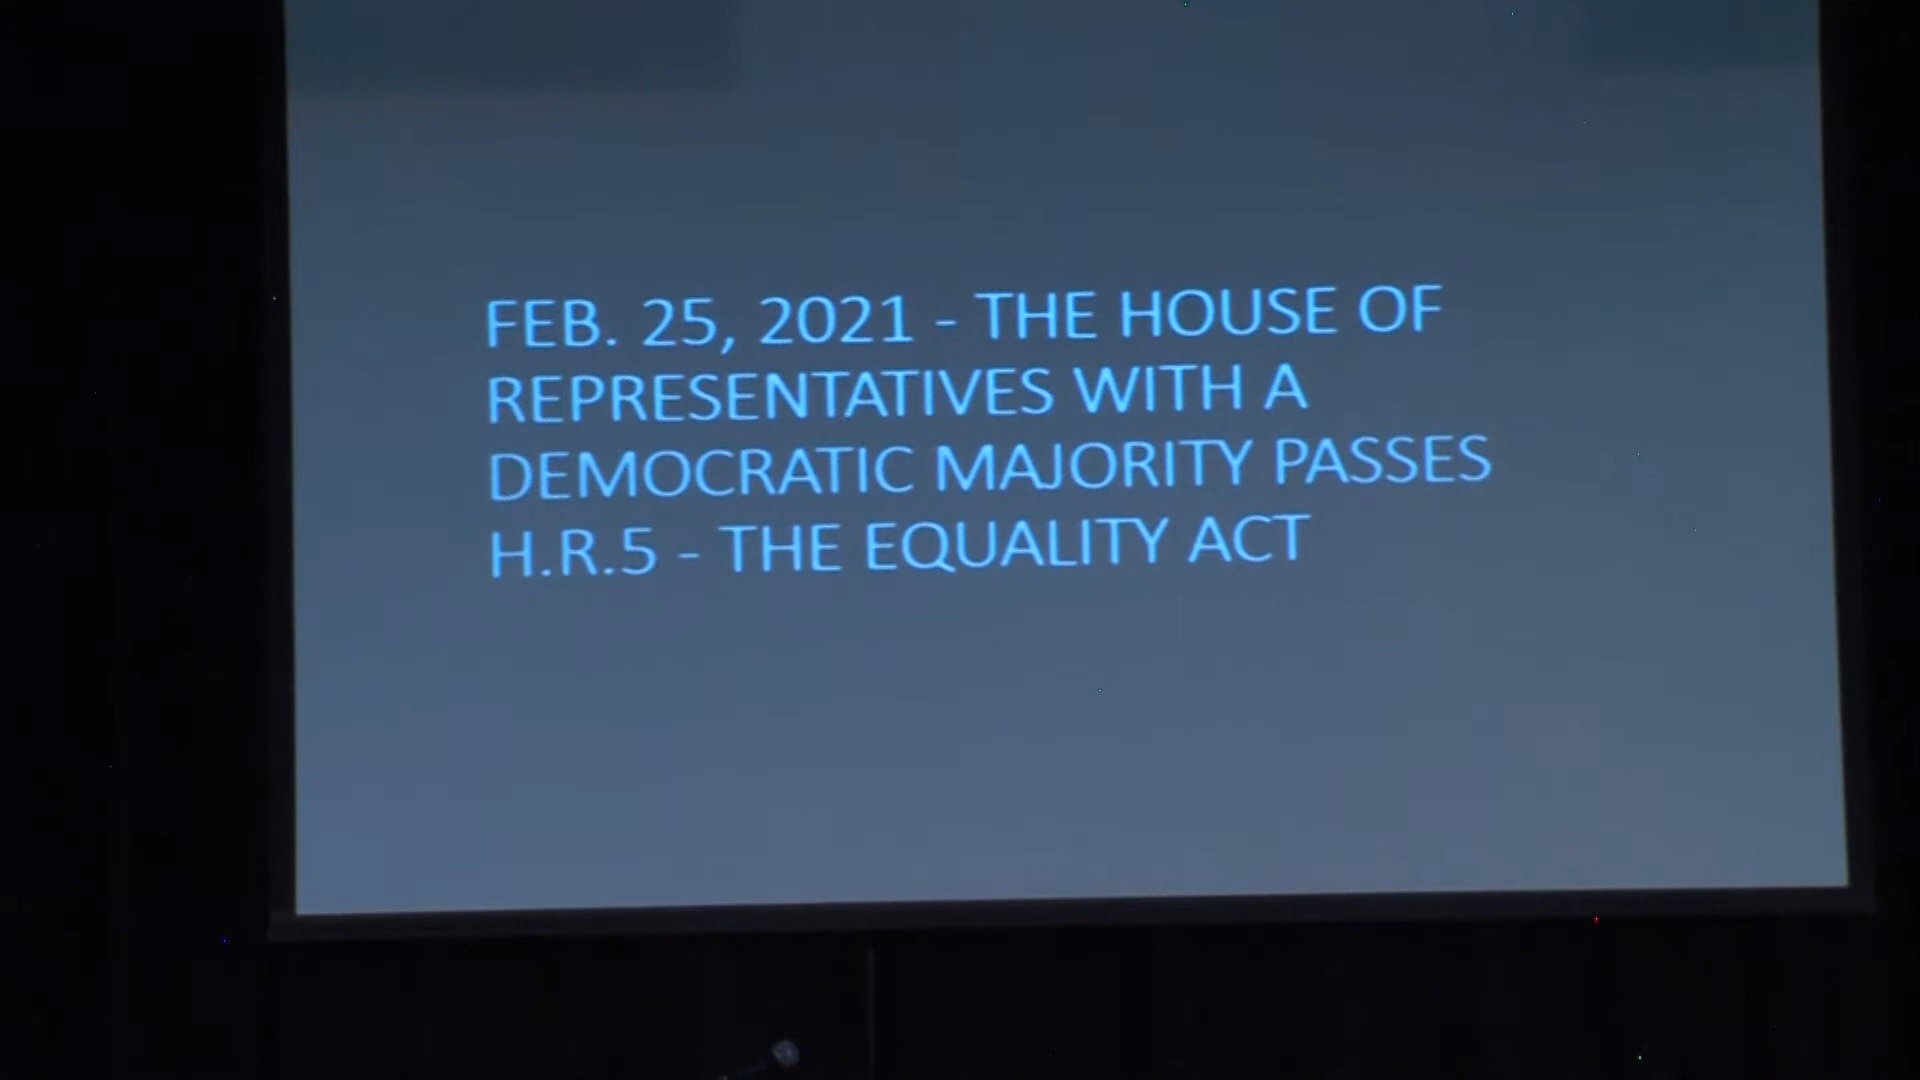 FEB. 25, 2021 - THE HOUSE OF
REPRESENTATIVES WITH A
DEMOCRATIC MAJORITY PASSES
H.R.5 - THE EQUALITY ACT